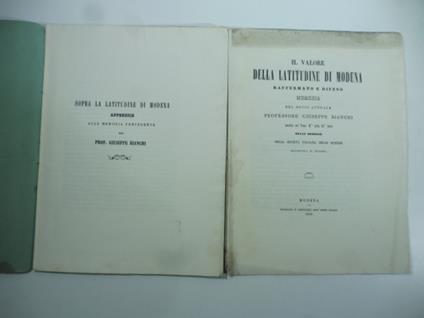 SOPRA LA LATITUDINE DI MODENA
APPENDICE
ALLA MEMORIA PRECEDENTE
DEL
PROF. GIUSEPPE BIANCHI
IL VALORE
DELLA LATITUDINE DI MODENA
RAFFERMATO E DIFESO
MEMORIA
DEL SOCIO ATTUALE
PROFESSORE GIUSEPPE BIANCHI
DELLE MEMORIE
DELLA SOCIETÀ ITALIANA DELLE SCIENZE
MODENA